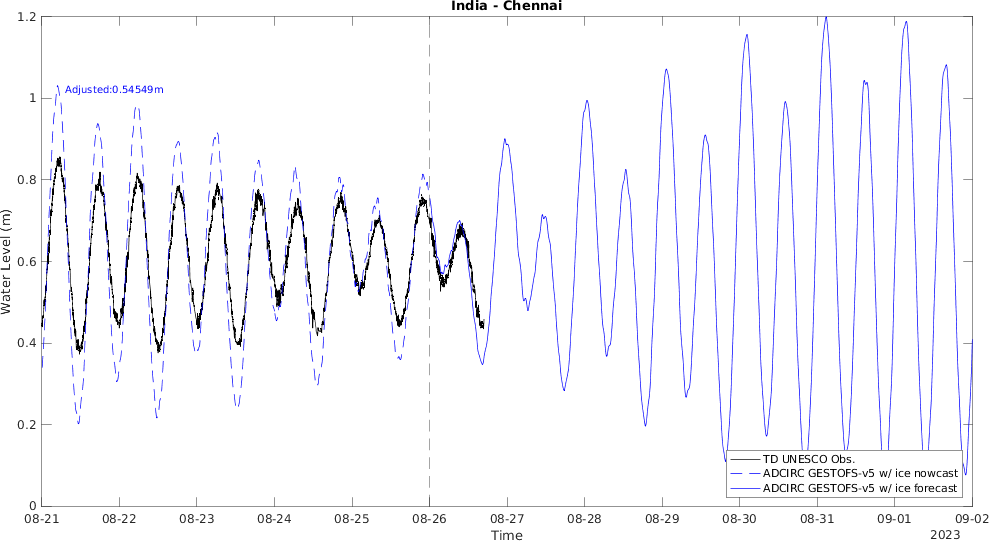 India - Chennai
Adjusted:0.54549m
Water Level (m)
1.2
1
0.8
0.6
0.4
0.2
0
TD UNESCO Obs.
ADCIRC GESTOFS-v5 w/ ice nowcast
ADCIRC GESTOFS-v5 w/ ice forecast
08-21 08-22 08-23 08-24 08-25 08-26 08-27 08-28 08-29 08-30 08-31 09-01 09-02
Time
2023